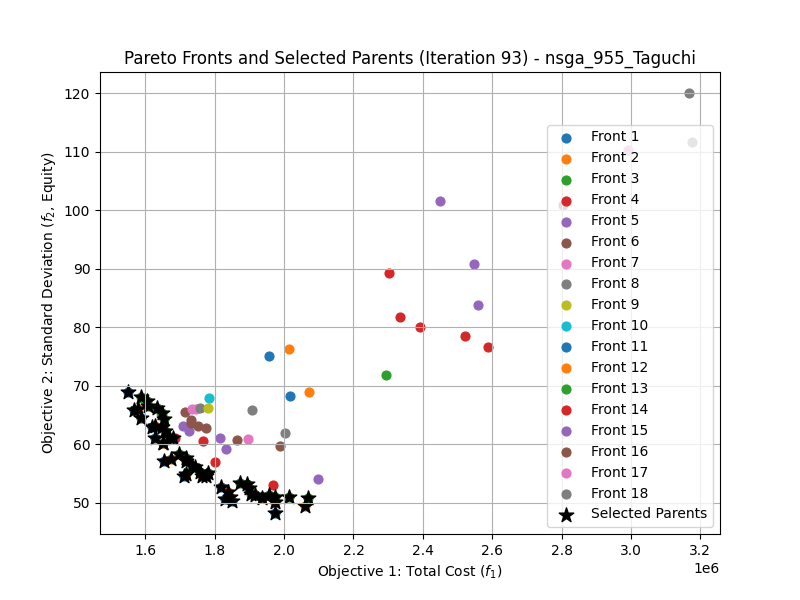 Pareto Fronts and Selected Parents (Iteration 93) - nsga_955_Taguchi
Objective 2: Standard Deviation (f2, Equity)
120
110
100
90
80
70
60
50
Front 1
Front 2
Front 3
Front 4
Front 5
Front 6
Front 7
Front 8
Front 9
Front 10
Front 11
Front 12
Front 13
Front 14
Front 15
Front 16
Front 17
Front 18
Selected Parents
1.6 1.8 2.0 2.2 2.4 2.6 2.8 3.0 3.2
1e6
Objective 1: Total Cost (f1)